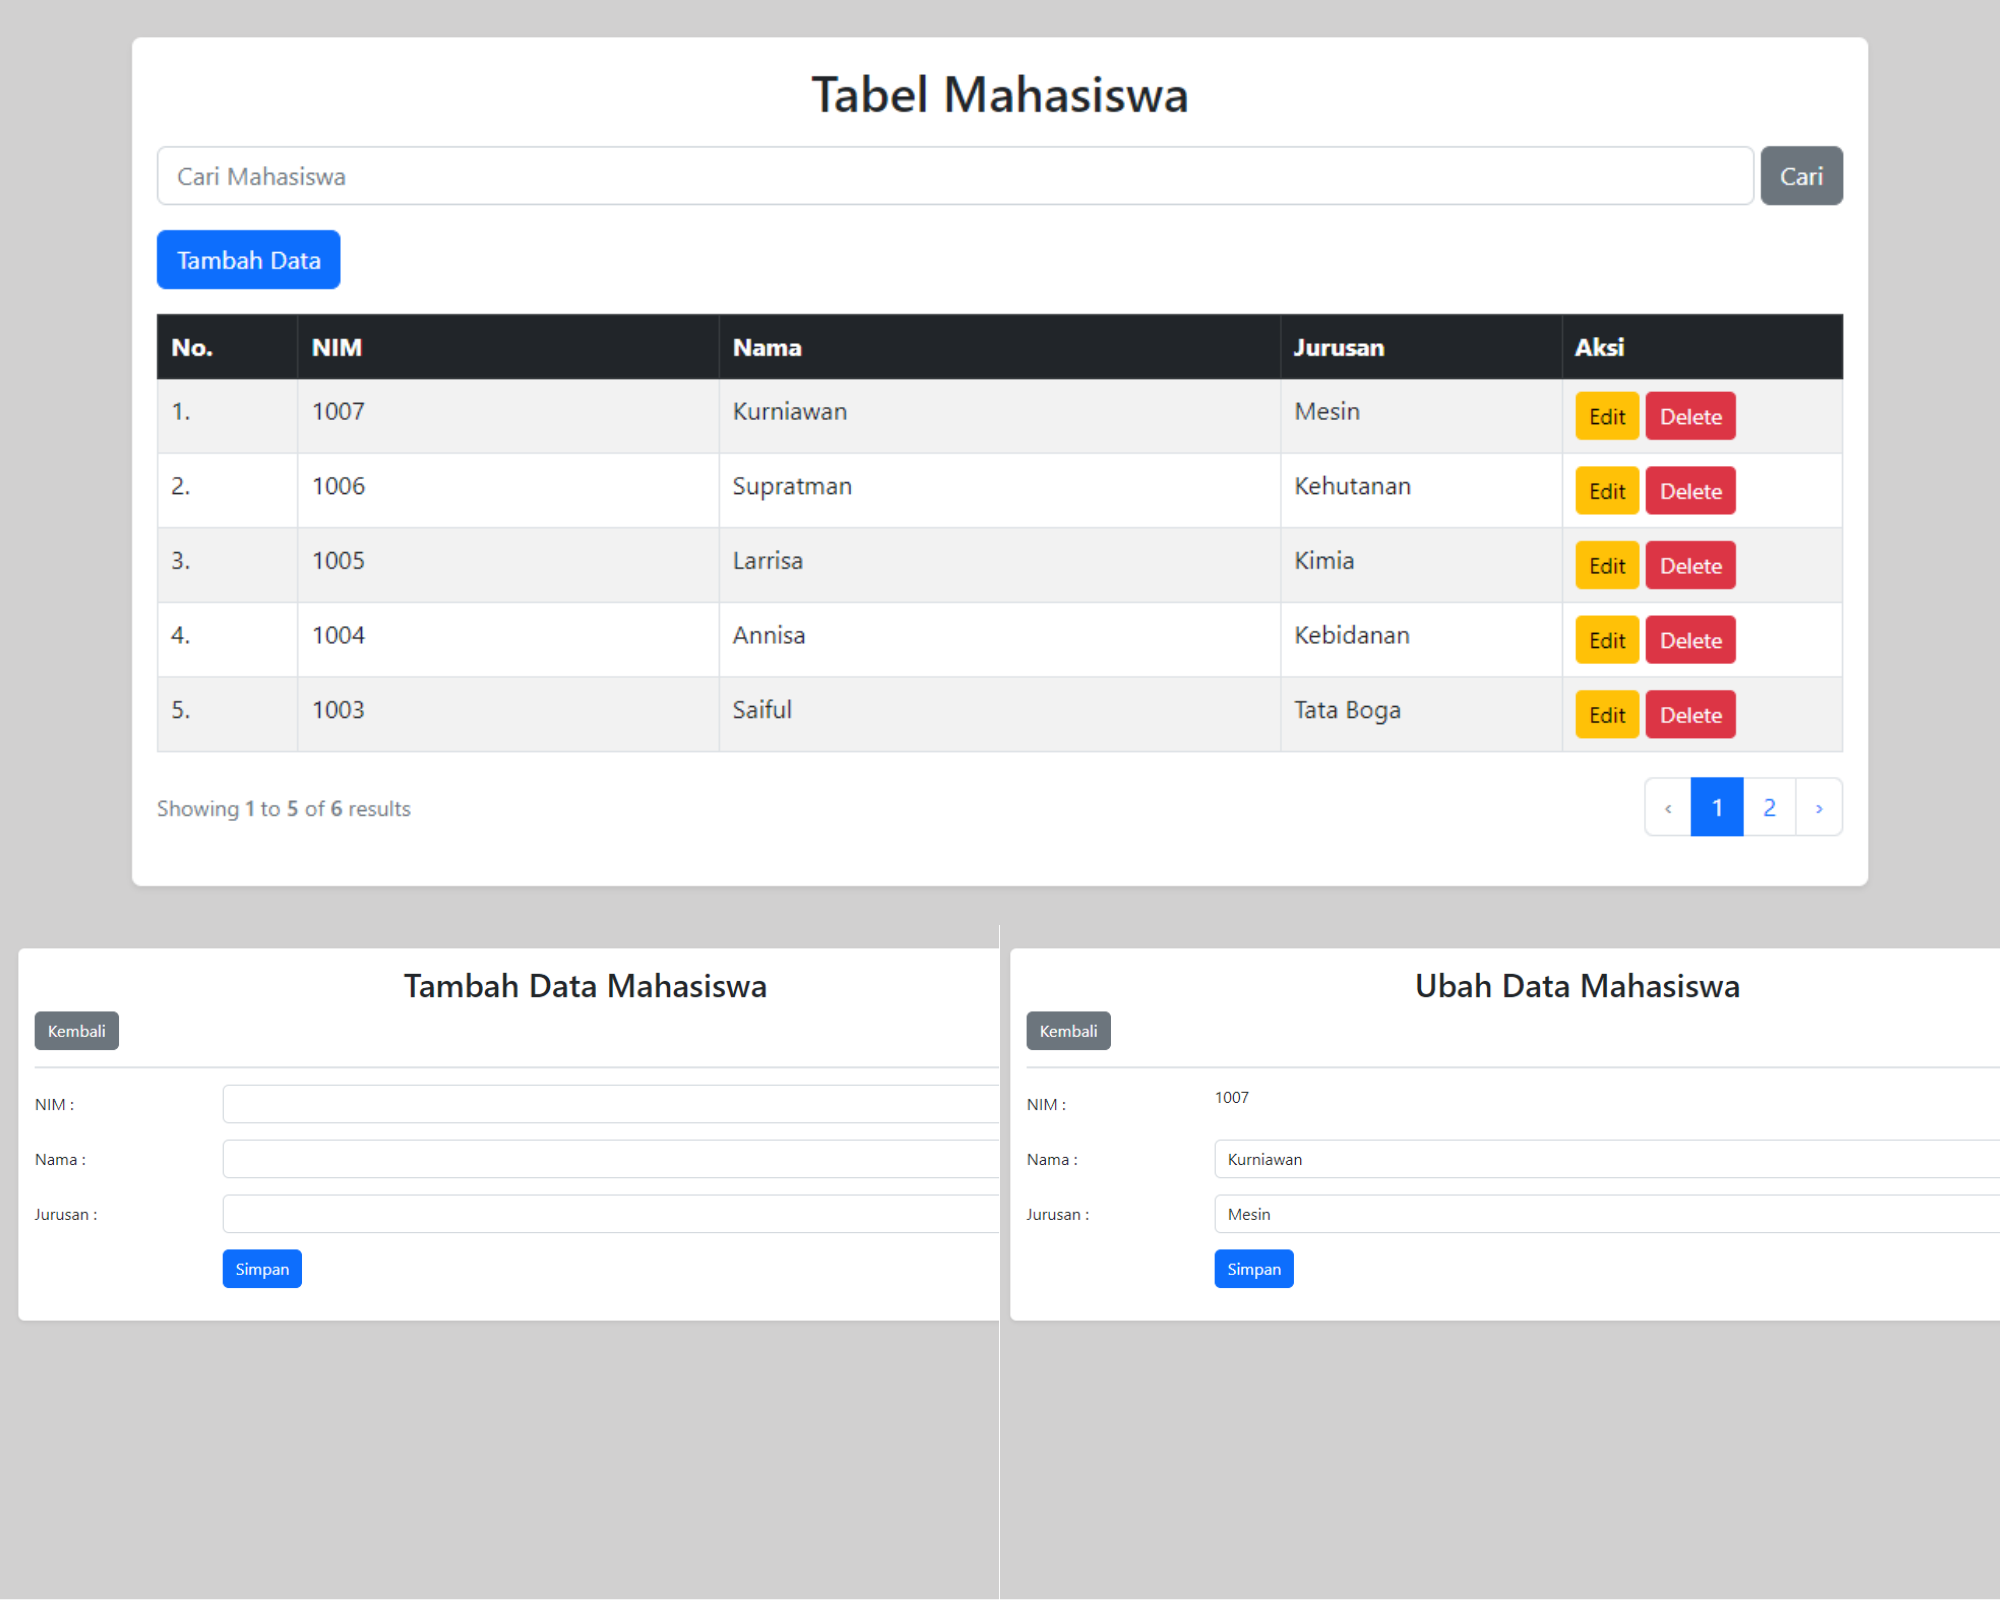 Tabel Mahasiswa
Cari Mahasiswa Cari
Tambah Data
No. NIM Nama Jurusan Aksi
1. 1007 Kurniawan Mesin Edit Delete
2. 1006 Supratman Kehutanan Edit Delete
3. 1005 Larrisa Kimia Edit Delete
4. 1004 Annisa Kebidanan Edit Delete
5. 1003 Saiful Tata Boga Edit Delete
Showing 1 to 5 of 6 results ‹ 1 2 ›
Tambah Data Mahasiswa
Kembali
NIM :
Nama :
Jurusan :
Simpan
Ubah Data Mahasiswa
Kembali
NIM : 1007
Nama : Kurniawan
Jurusan : Mesin
Simpan